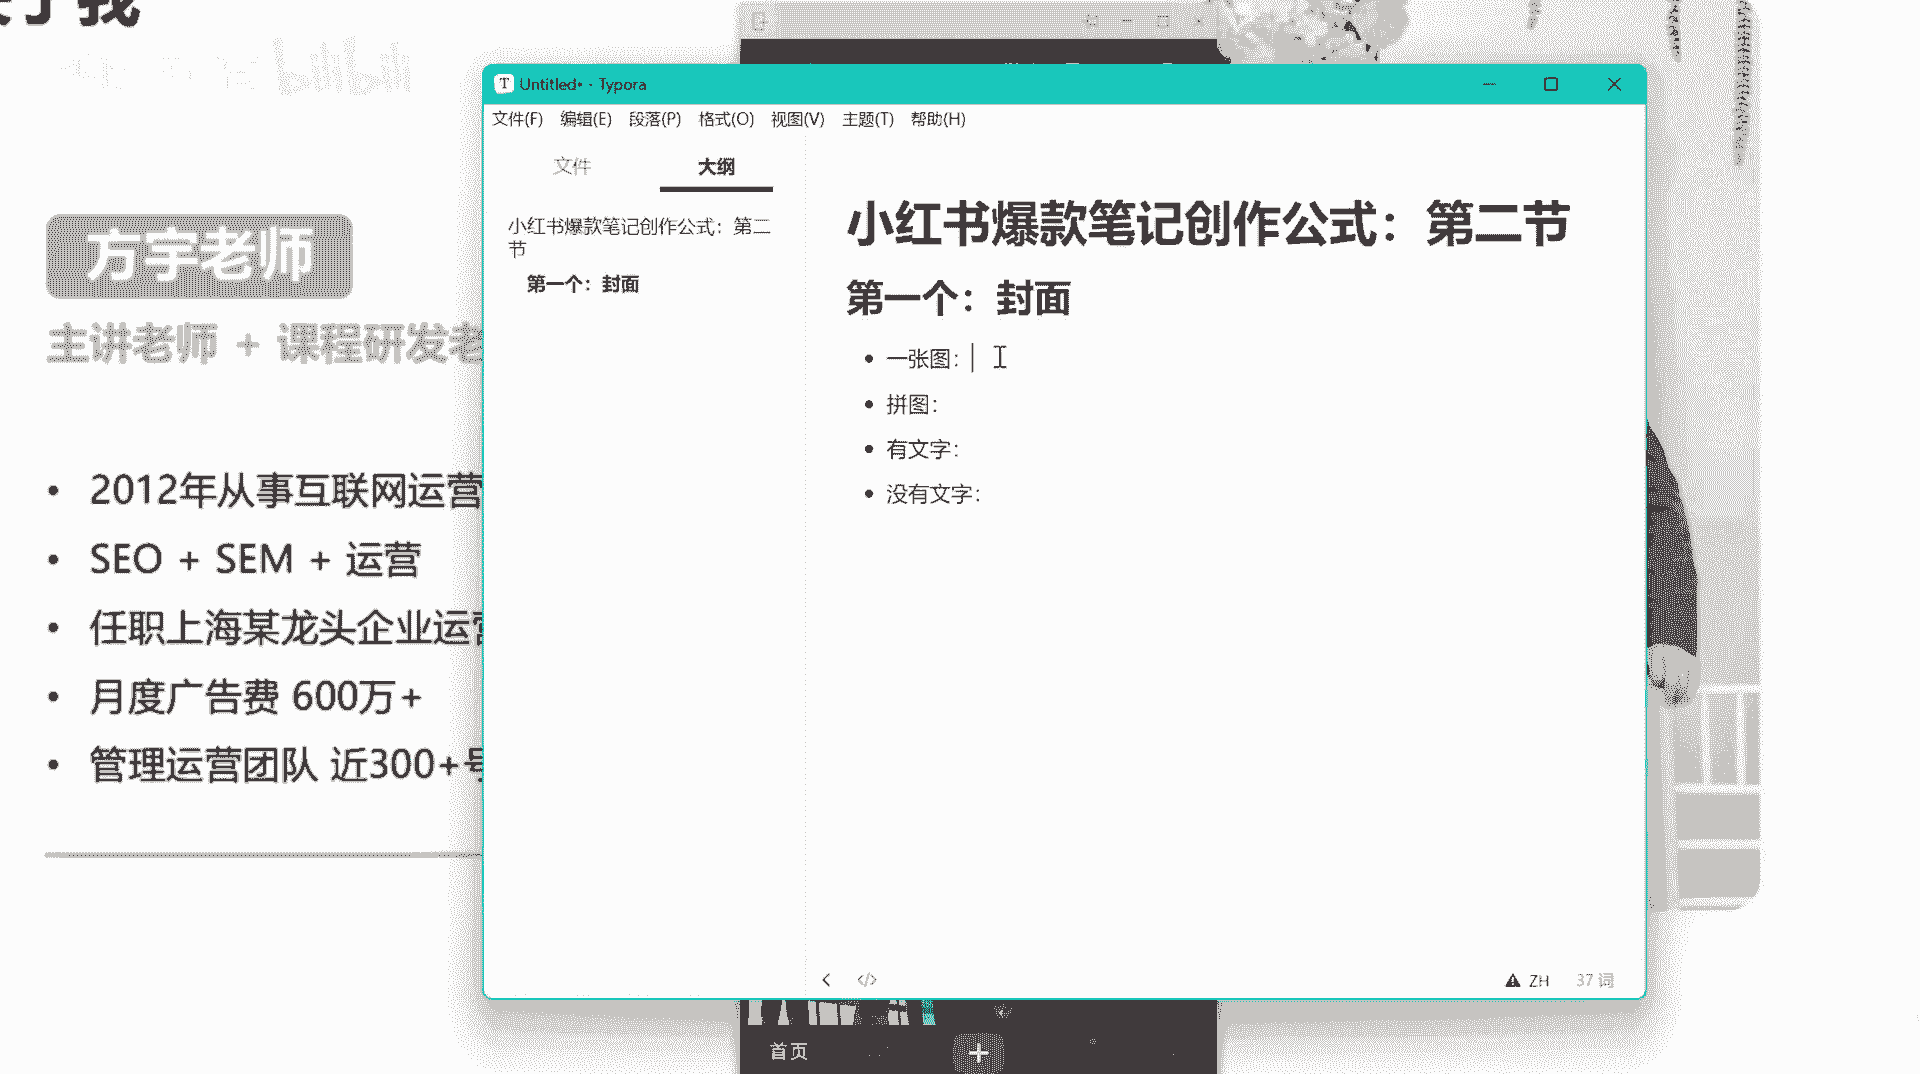 我
bilibili
方宇老师
主讲老师 + 课程研发老
2012年从事互联网运营
SEO + SEM + 运营
任职上海某龙头企业运营
月度广告费 600万+
管理运营团队 近300+号
Untitled• - Typora
文件(F) 编辑(E) 段落(P) 格式(O) 视图(V) 主题(T) 帮助(H)
文件 大纲
小红书爆款笔记创作公式：第二
节
第一个：封面
小红书爆款笔记创作公式：第二节
第一个：封面
一张图：
拼图：
有文字：
没有文字：
ZH 37 词
首页